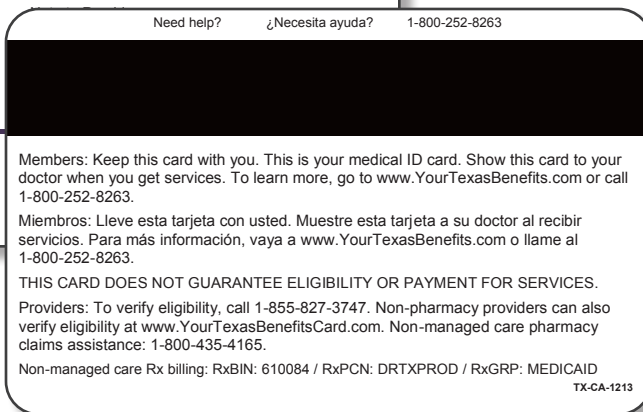 Need help? ¿Necesita ayuda? 1-800-252-8263
Members: Keep this card with you. This is your medical ID card. Show this card to your
doctor when you get services. To learn more, go to www.YourTexasBenefits.com or call
1-800-252-8263.
Miembros: Lleve esta tarjeta con usted. Muestre esta tarjeta a su doctor al recibir
servicios. Para más información, vaya a www.YourTexasBenefits.com o llame al
1-800-252-8263.
THIS CARD DOES NOT GUARANTEE ELIGIBILITY OR PAYMENT FOR SERVICES.
Providers: To verify eligibility, call 1-855-827-3747. Non-pharmacy providers can also
verify eligibility at www.YourTexasBenefitsCard.com. Non-managed care pharmacy
claims assistance: 1-800-435-4165.
Non-managed care Rx billing: RxBIN: 610084 / RxPCN: DRTXPROD / RxGRP: MEDICAID
TX-CA-1213